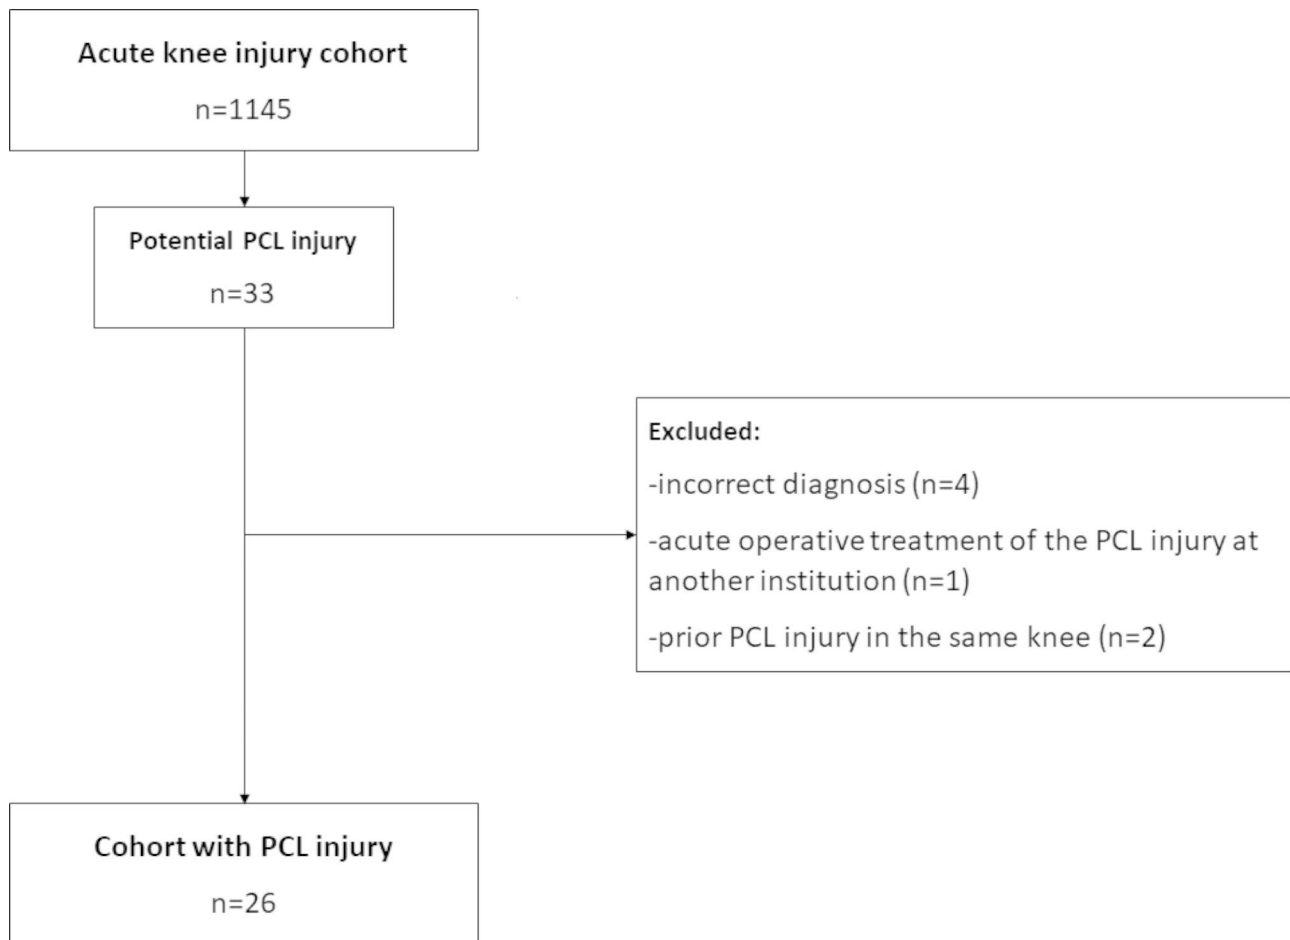 Acute knee injury cohort
n=1145
Potential PCL injury
n=33
Excluded:
-incorrect diagnosis (n=4)
-acute operative treatment of the PCL injury at
another institution (n=1)
-prior PCL injury in the same knee (n=2)
Cohort with PCL injury
n=26